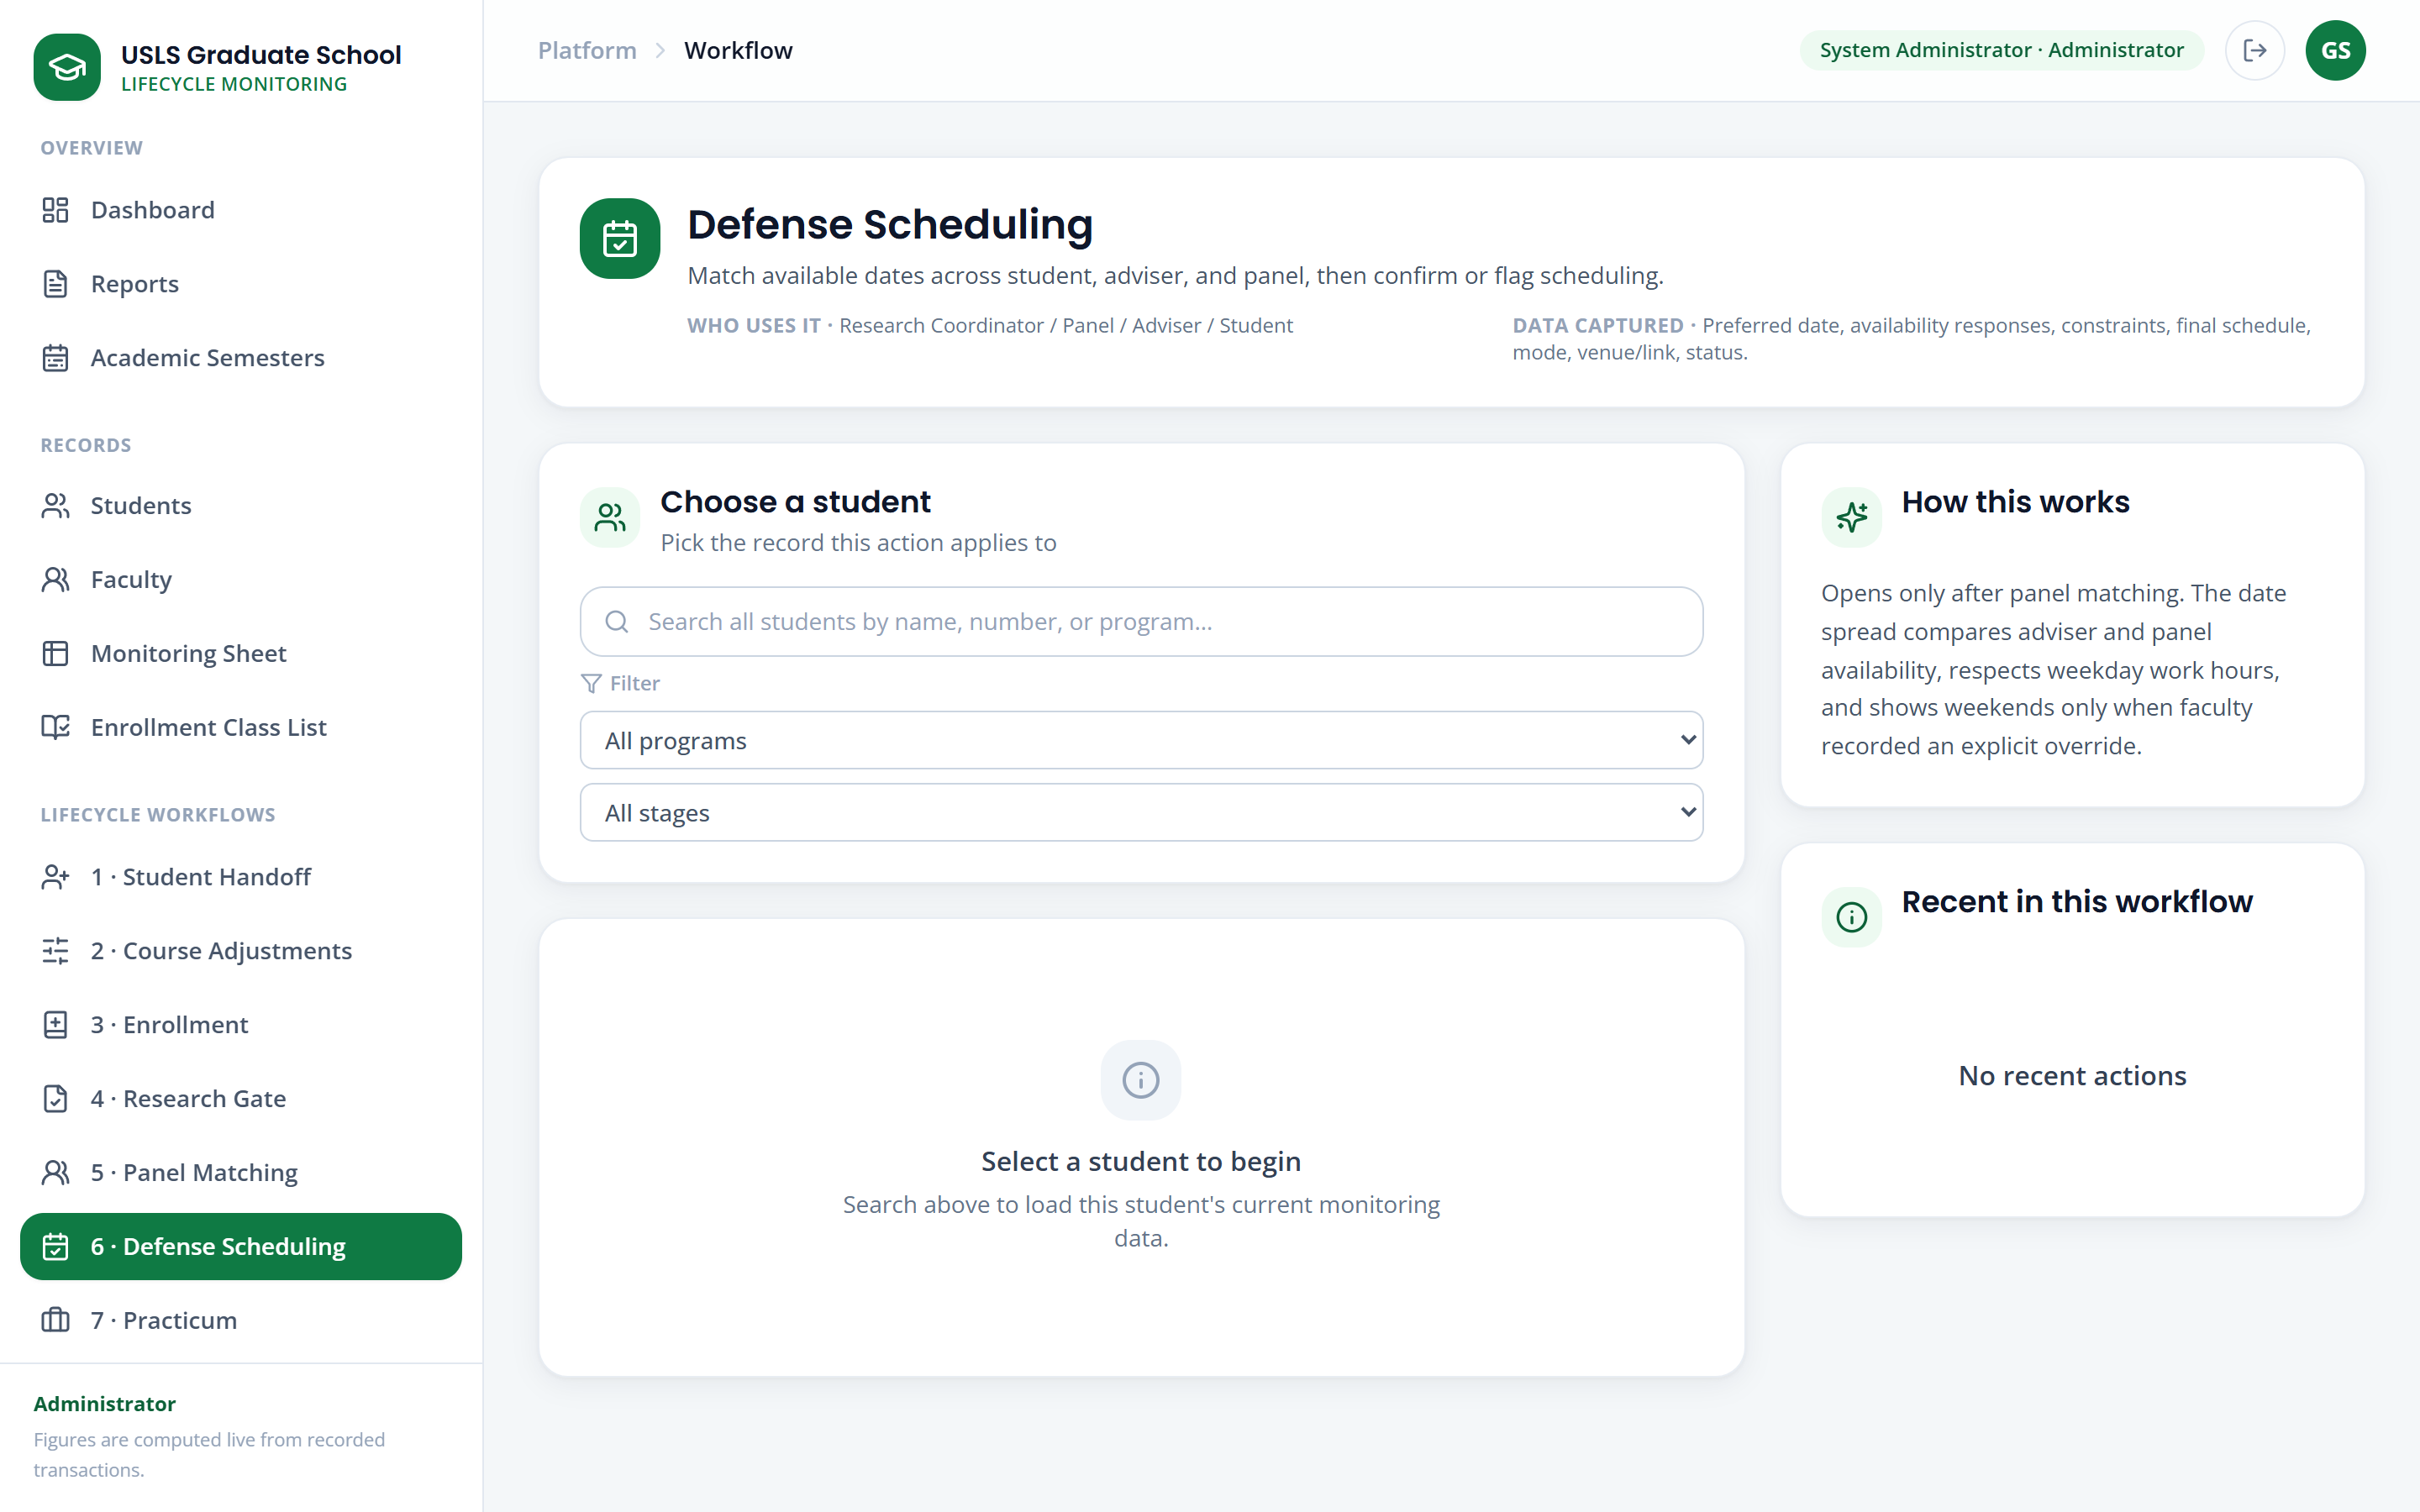 USLS Graduate School
LIFECYCLE MONITORING
OVERVIEW
Dashboard
Reports
Academic Semesters
RECORDS
Students
Faculty
Monitoring Sheet
Enrollment Class List
LIFECYCLE WORKFLOWS
1 · Student Handoff
2 · Course Adjustments
3 · Enrollment
4 · Research Gate
5 · Panel Matching
6 · Defense Scheduling
7 · Practicum
Administrator
Figures are computed live from recorded
transactions.
Platform
Workflow
System Administrator · Administrator
GS
Defense Scheduling
Match available dates across student, adviser, and panel, then confirm or flag scheduling.
WHO USES IT · Research Coordinator / Panel / Adviser / Student
DATA CAPTURED · Preferred date, availability responses, constraints, final schedule,
mode, venue/link, status.
Choose a student
Pick the record this action applies to
Search all students by name, number, or program...
Filter
All programs
All stages
Select a student to begin
Search above to load this student's current monitoring
data.
How this works
Opens only after panel matching. The date
spread compares adviser and panel
availability, respects weekday work hours,
and shows weekends only when faculty
recorded an explicit override.
Recent in this workflow
No recent actions